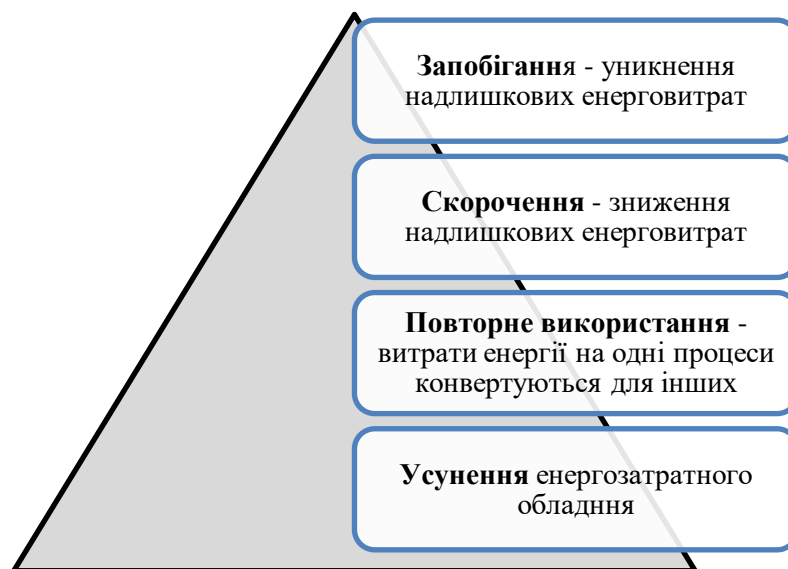 Запобігання - уникнення
надлишкових енерговитрат
Скорочення - зниження
надлишкових енерговитрат
Повторне використання -
витрати енергії на одні процеси
конвертуються для інших
Усунення енергозатратного
обладння